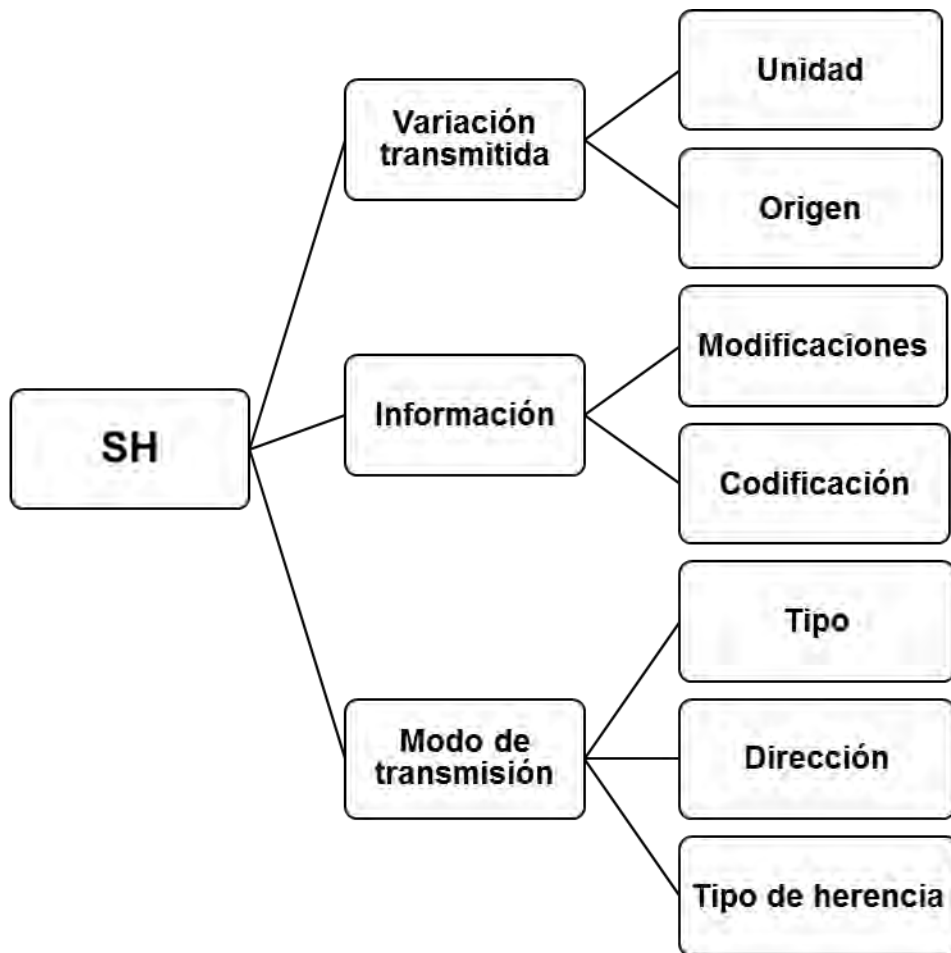 SH
Variación
transmitida
Unidad
Origen
Información
Modificaciones
Codificación
Modo de
transmisión
Tipo
Dirección
Tipo de herencia